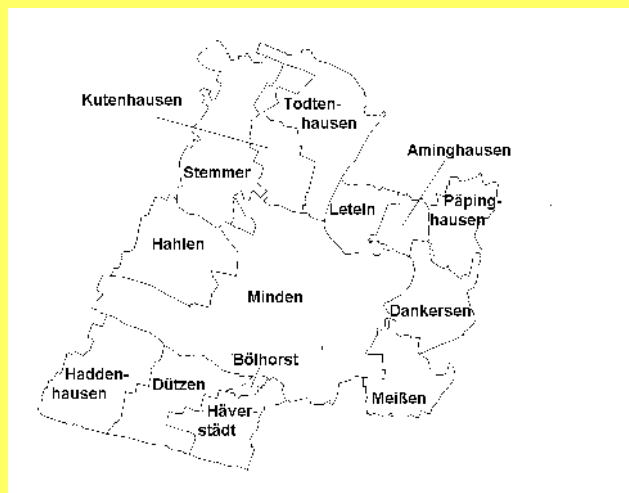 Kutenhausen
Todten-
hausen
Aminghausen
Stemmer
Leteln
Päping-
hausen
Hahlen
Minden
Dankersen
Bölhorst
Hadden-
hausen
Dützen
Häver-
städt
Meißen